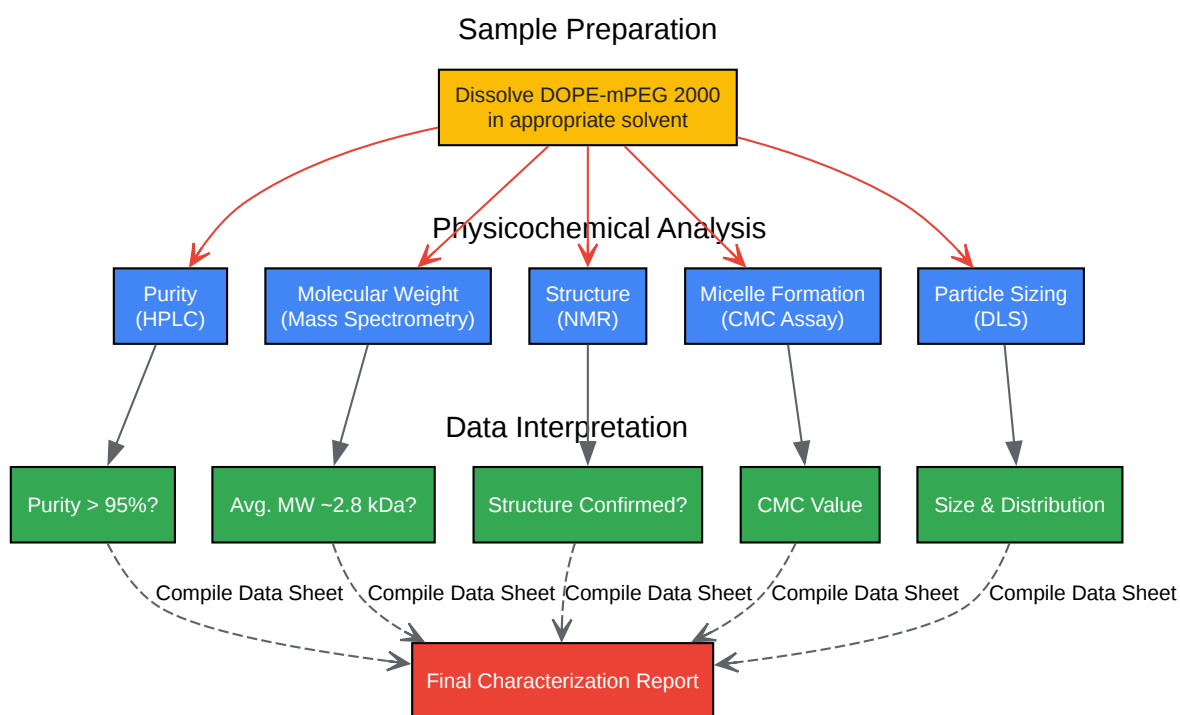 Sample Preparation
Dissolve DOPE-mPEG 2000
in appropriate solvent
Physicochemical Analysis
Purity
(HPLC)
Molecular Weight
(Mass Spectrometry)
Structure
(NMR)
Micelle Formation
(CMC Assay)
Particle Sizing
(DLS)
Data Interpretation
Purity > 95%?
Avg. MW ~2.8 kDa?
Structure Confirmed?
CMC Value
Size & Distribution
Compile Data Sheet
Compile Data Sheet
Compile Data Sheet
Compile Data Sheet
Compile Data Sheet
Final Characterization Report